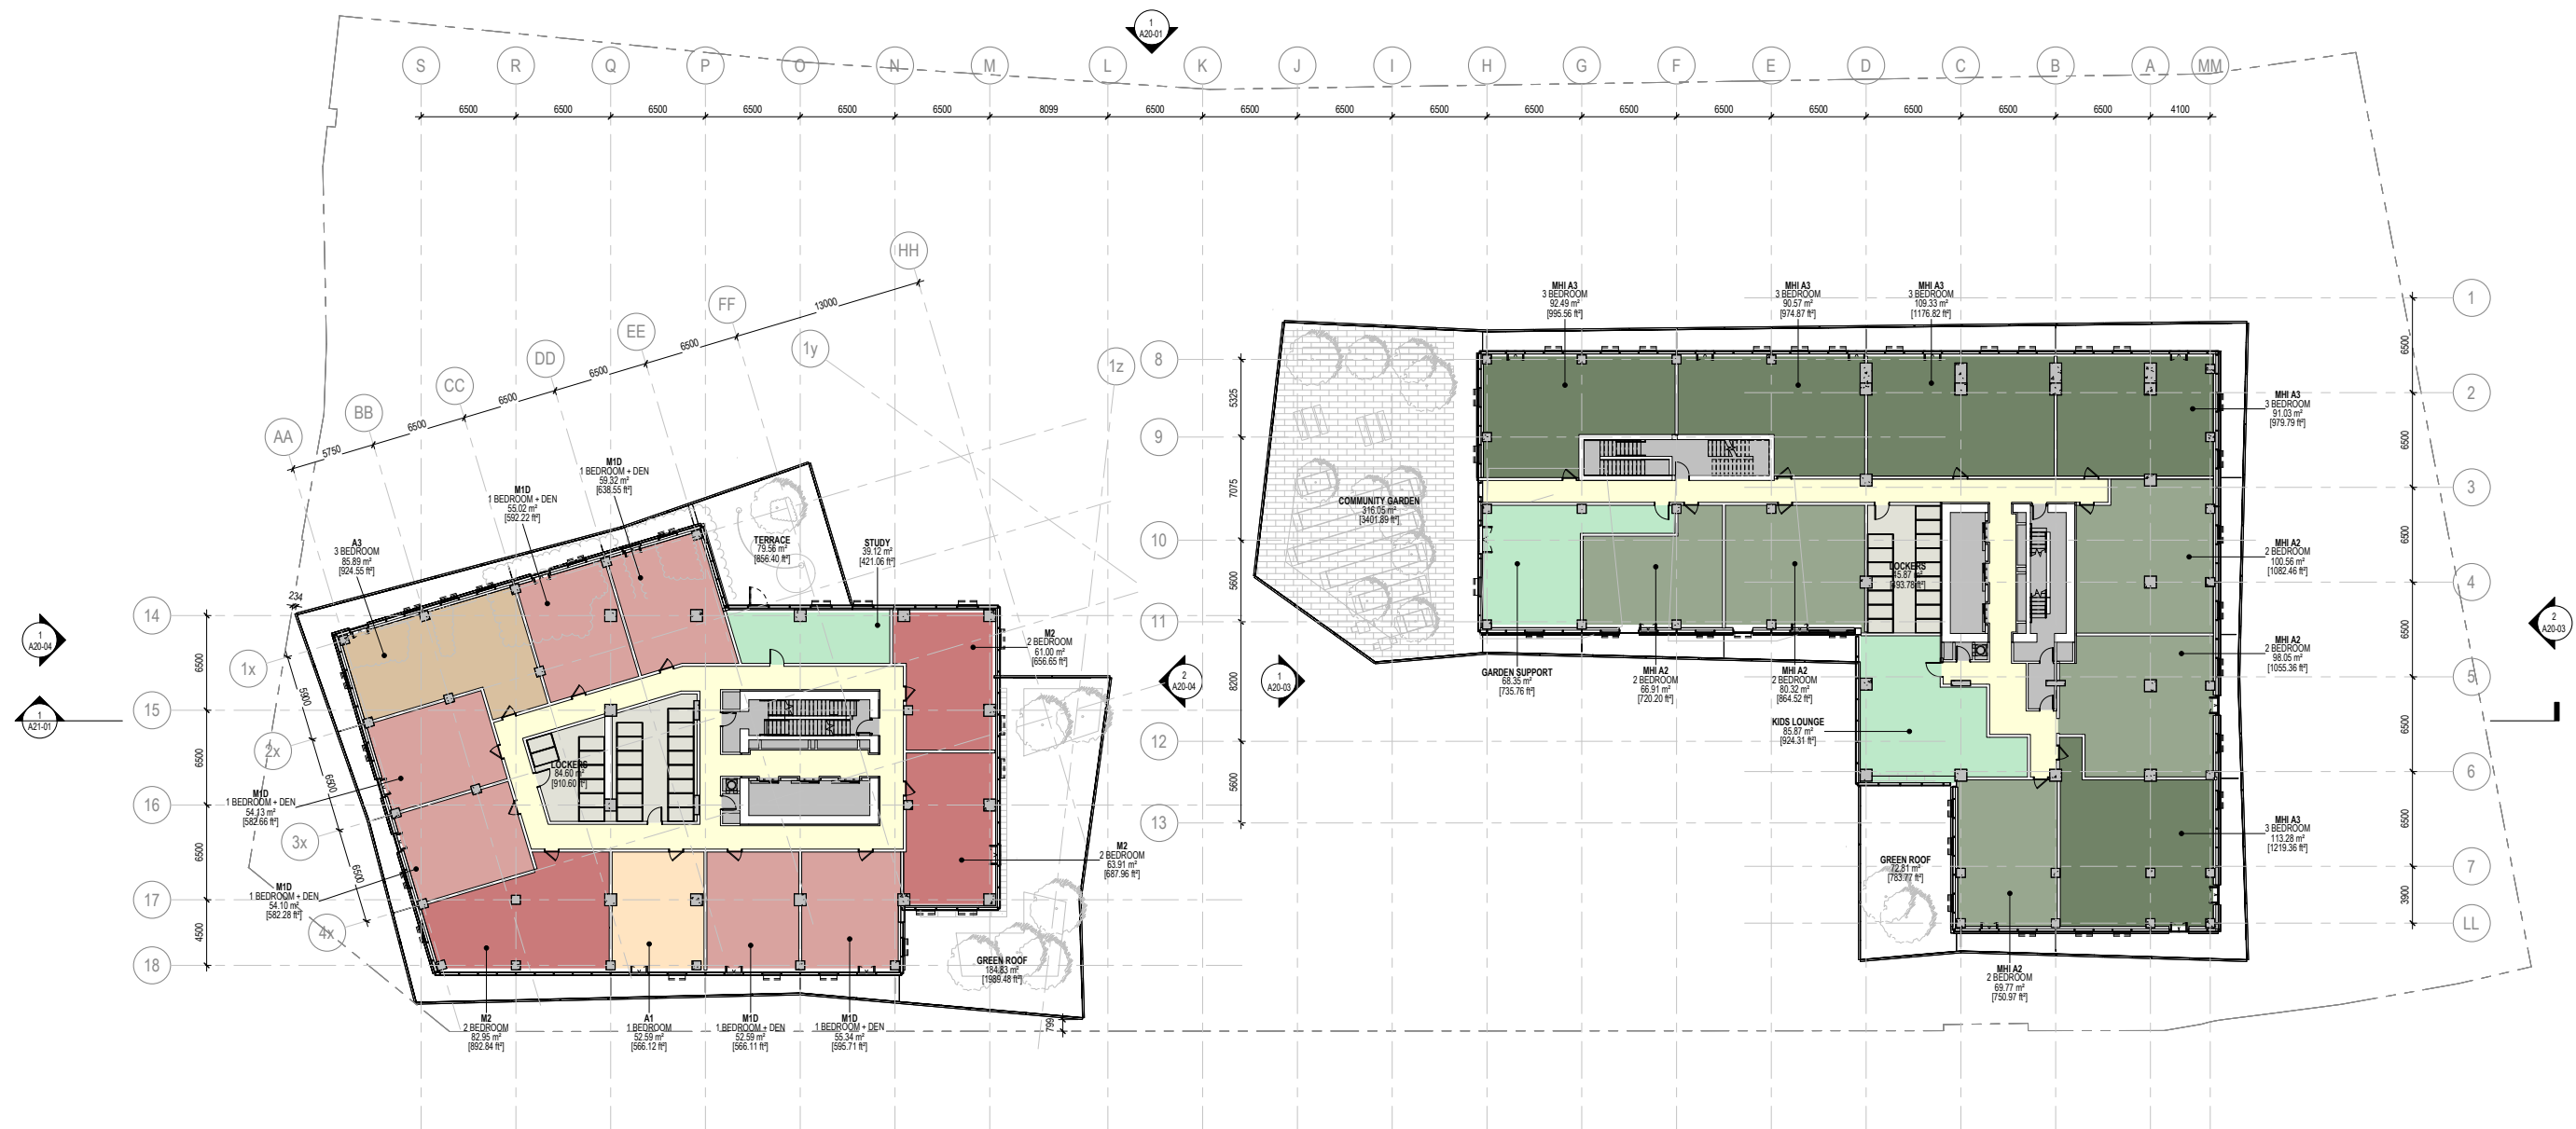 1
A20-01
S
R
Q
P
O
N
M
L
K
J
I
H
G
F
E
D
C
B
A
MM
6500
6500
6500
6500
6500
6500
8099
6500
6500
6500
6500
6500
6500
6500
6500
6500
6500
6500
4100
HH
FF
EE
DD
CC
BB
AA
13000
6500
6500
6500
6500
5750
1y
1z
8
9
10
11
12
13
5325
7075
5600
8200
5600
1
2
3
4
5
6
7
LL
6500
6500
6500
6500
6500
6500
3900
14
15
16
17
18
6500
6500
6500
4500
1x
2x
3x
4x
234
5900
6500
6500
799
1
A20-04
1
A21-01
2
A20-04
1
A20-03
2
A20-03
M1D
1 BEDROOM + DEN
59.32 m²
[638.55 ft²]
M1D
1 BEDROOM + DEN
55.02 m²
[592.22 ft²]
A3
3 BEDROOM
85.89 m²
[924.55 ft²]
TERRACE
79.56 m²
[856.40 ft²]
STUDY
39.12 m²
[421.06 ft²]
M2
2 BEDROOM
61.00 m²
[656.65 ft²]
LOCKERS
84.60 m²
[910.60 ft²]
M1D
1 BEDROOM + DEN
54.13 m²
[582.66 ft²]
M1D
1 BEDROOM + DEN
54.10 m²
[582.28 ft²]
M2
2 BEDROOM
63.91 m²
[687.96 ft²]
GREEN ROOF
184.83 m²
[1989.48 ft²]
M2
2 BEDROOM
82.95 m²
[892.84 ft²]
A1
1 BEDROOM
52.59 m²
[566.12 ft²]
M1D
1 BEDROOM + DEN
52.59 m²
[566.11 ft²]
M1D
1 BEDROOM + DEN
55.34 m²
[595.71 ft²]
MHI A3
3 BEDROOM
92.49 m²
[995.56 ft²]
MHI A3
3 BEDROOM
90.57 m²
[974.87 ft²]
MHI A3
3 BEDROOM
109.33 m²
[1176.82 ft²]
MHI A3
3 BEDROOM
91.03 m²
[979.79 ft²]
COMMUNITY GARDEN
316.05 m²
[3401.89 ft²]
MHI A2
2 BEDROOM
100.56 m²
[1082.46 ft²]
LOCKERS
45.87 m²
[493.78 ft²]
MHI A2
2 BEDROOM
98.05 m²
[1055.36 ft²]
GARDEN SUPPORT
68.35 m²
[735.76 ft²]
MHI A2
2 BEDROOM
66.91 m²
[720.20 ft²]
MHI A2
2 BEDROOM
80.32 m²
[864.52 ft²]
KIDS LOUNGE
85.87 m²
[924.31 ft²]
MHI A3
3 BEDROOM
113.28 m²
[1219.36 ft²]
GREEN ROOF
72.81 m²
[783.77 ft²]
MHI A2
2 BEDROOM
69.77 m²
[750.97 ft²]